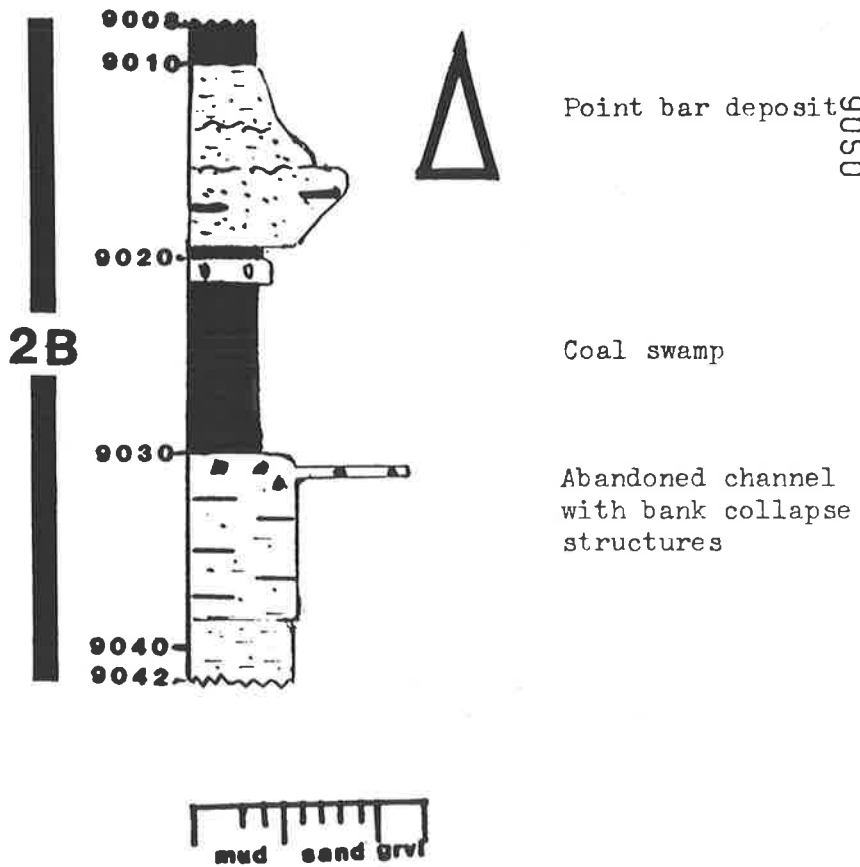 9008
9010
Point bar deposit
9050
9020
2B
Coal swamp
9030
Abandoned channel
with bank collapse
structures
9040
9042
mud sand grvl